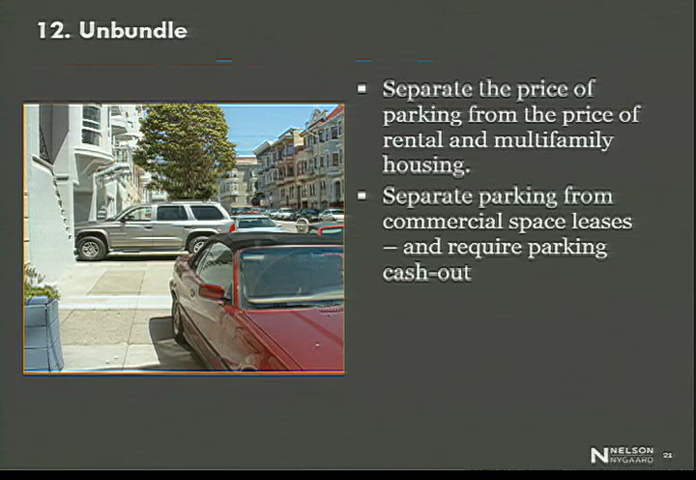 12. Unbundle
▪ Separate the price of
parking from the price of
rental and multifamily
housing.
▪ Separate parking from
commercial space leases
– and require parking
cash-out
NELSON
NYGAARD
21